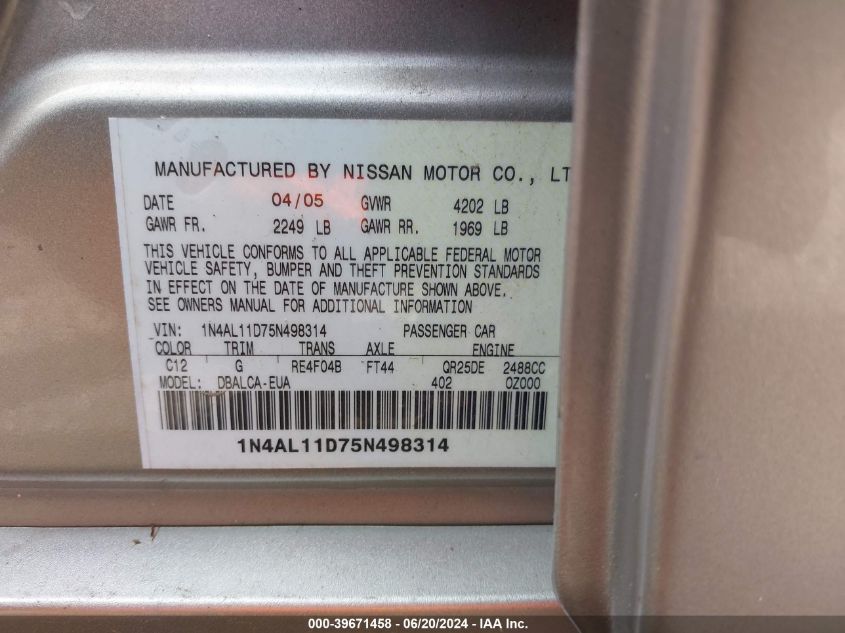 MANUFACTURED BY NISSAN MOTOR CO., LT
DATE 04/05 GVWR 4202 LB
GAWR FR. 2249 LB GAWR RR. 1969 LB
THIS VEHICLE CONFORMS TO ALL APPLICABLE FEDERAL MOTOR
VEHICLE SAFETY, BUMPER AND THEFT PREVENTION STANDARDS
IN EFFECT ON THE DATE OF MANUFACTURE SHOWN ABOVE.
SEE OWNERS MANUAL FOR ADDITIONAL INFORMATION
VIN: 1N4AL11D75N498314 PASSENGER CAR
COLOR TRIM TRANS AXLE ENGINE
C12 G RE4F04B FT44 QR25DE 2488CC
MODEL: DBALCA-EUA 402 0Z000
1N4AL11D75N498314
000-39671458 - 06/20/2024 - IAA Inc.